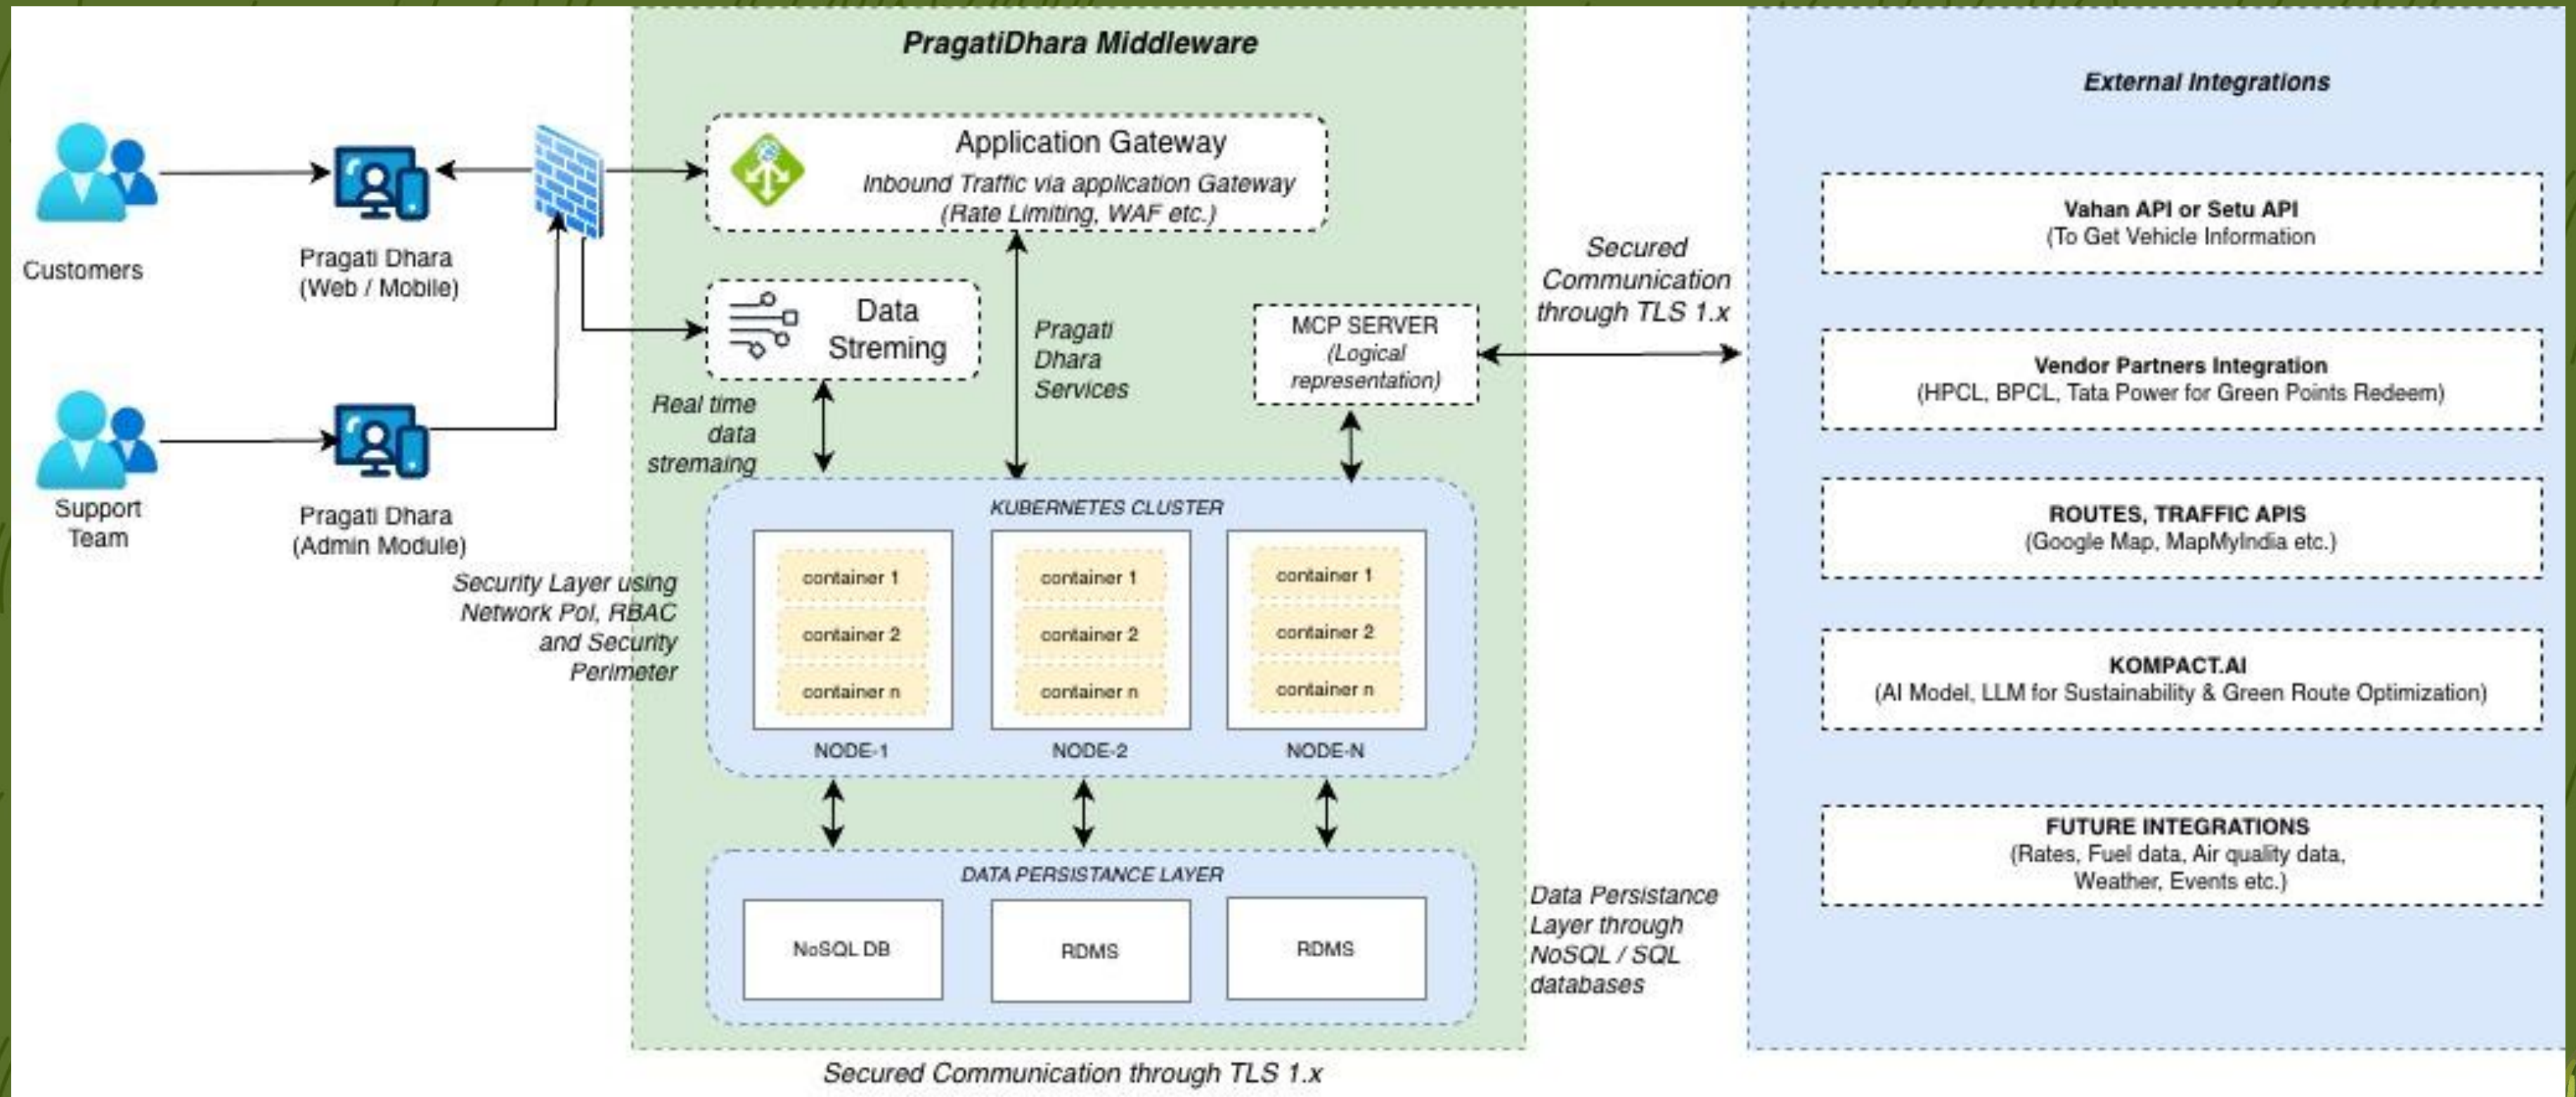 PragatiDhara Middleware
External Integrations
Customers
Pragati Dhara
(Web / Mobile)
Application Gateway
Inbound Traffic via application Gateway
(Rate Limiting, WAF etc.)
Data
Streming
Real time
data
stremaing
Pragati
Dhara
Services
MCP SERVER
(Logical
representation)
Secured
Communication
through TLS 1.x
Support
Team
Pragati Dhara
(Admin Module)
Security Layer using
Network Pol, RBAC
and Security
Perimeter
KUBERNETES CLUSTER
container 1
container 2
container n
NODE-1
container 1
container 2
container n
NODE-2
container 1
container 2
container n
NODE-N
DATA PERSISTANCE LAYER
NoSQL DB
RDMS
RDMS
Data Persistance
Layer through
NoSQL / SQL
databases
Secured Communication through TLS 1.x
Vahan API or Setu API
(To Get Vehicle Information
Vendor Partners Integration
(HPCL, BPCL, Tata Power for Green Points Redeem)
ROUTES, TRAFFIC APIS
(Google Map, MapMyIndia etc.)
KOMPACT.AI
(AI Model, LLM for Sustainability & Green Route Optimization)
FUTURE INTEGRATIONS
(Rates, Fuel data, Air quality data,
Weather, Events etc.)